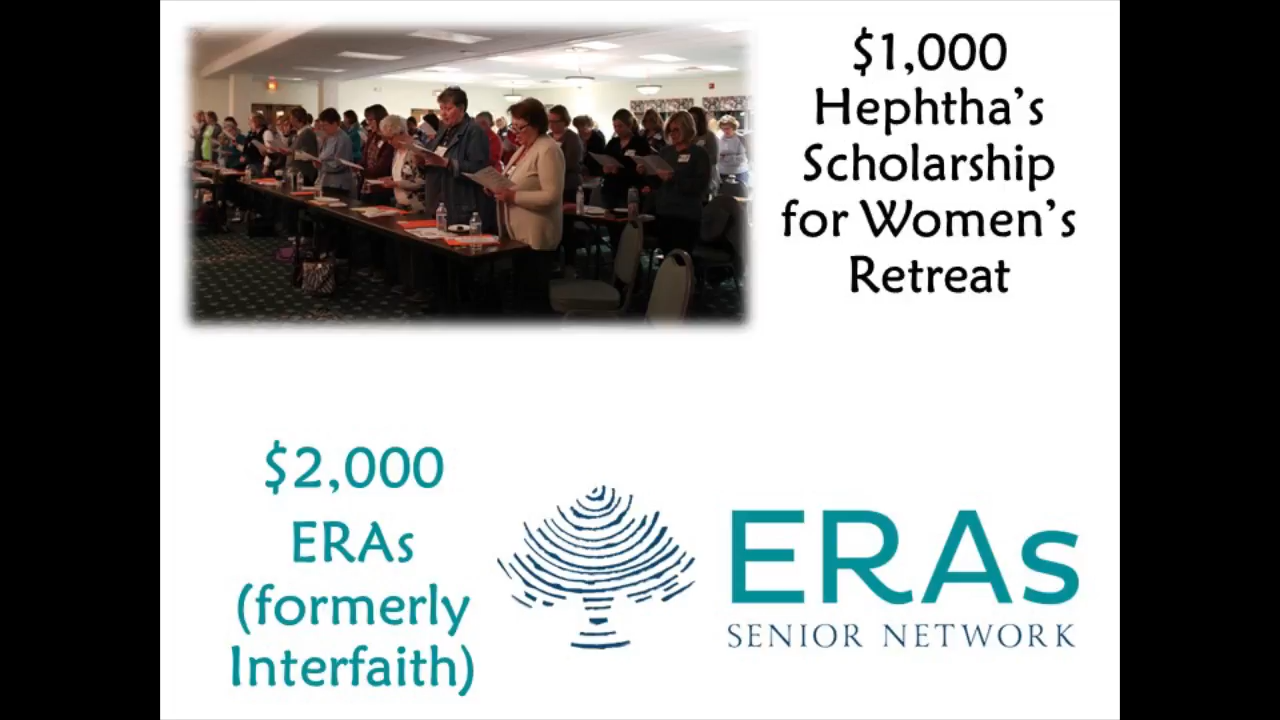 $1,000
Hephtha's
Scholarship
for Women's
Retreat
$2,000
ERAs
(formerly
Interfaith)
ERAs
SENIOR NETWORK